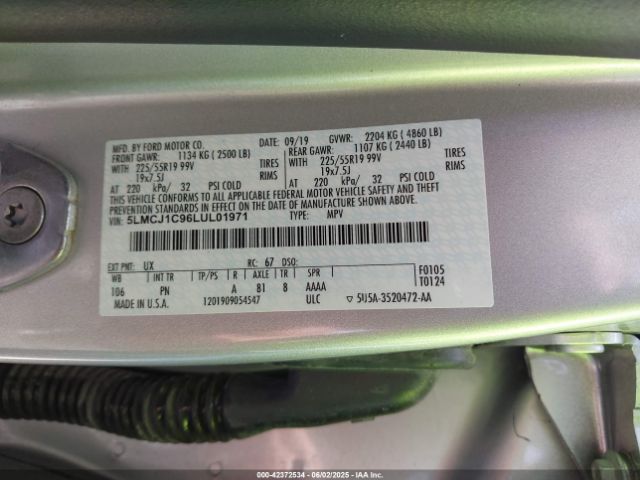 MFD. BY FORD MOTOR CO. DATE: 09/19 GVWR: 2204 KG ( 4860 LB)
FRONT GAWR: 1134 KG ( 2500 LB) REAR GAWR: 1107 KG ( 2440 LB)
WITH 225/55R19 99V TIRES WITH 225/55R19 99V TIRES
19x7.5J RIMS 19x7.5J RIMS
AT 220 kPa/ 32 PSI COLD AT 220 kPa/ 32 PSI COLD
THIS VEHICLE CONFORMS TO ALL APPLICABLE FEDERAL MOTOR VEHICLE SAFETY AND THEFT
PREVENTION STANDARDS IN EFFECT ON THE DATE OF MANUFACTURE SHOWN ABOVE.
VIN: 5LMCJ1C96LUL01971 TYPE: MPV
EXT PNT: UX RC: 67 DSO:
WB INT TR TP/PS R AXLE TR SPR F0105
106 PN A 81 8 AAAA T0124
MADE IN U.S.A. 1201909054547 ULC ▽ 5U5A-3520472-AA
000-42372534 - 06/02/2025 - IAAI.COM